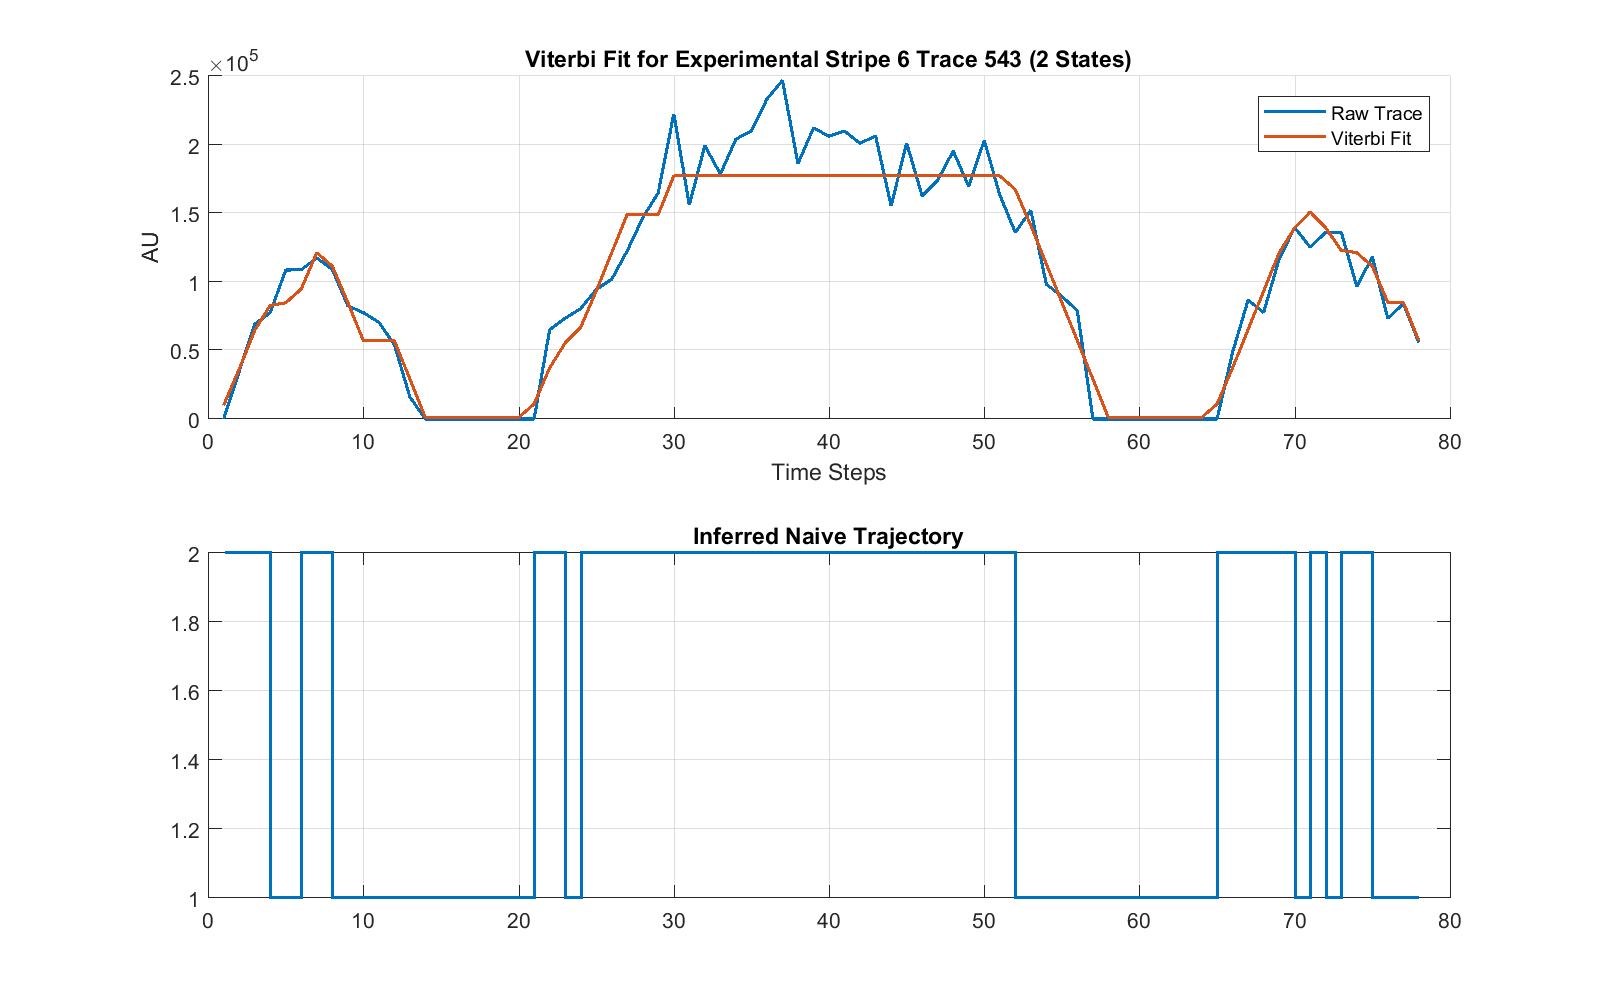 Viterbi Fit for Experimental Stripe 6 Trace 543 (2 States)
×10^5
2.5
2
1.5
1
0.5
0
AU
Raw Trace
Viterbi Fit
0 10 20 30 40 50 60 70 80
Time Steps
Inferred Naive Trajectory
2
1.8
1.6
1.4
1.2
1
0 10 20 30 40 50 60 70 80